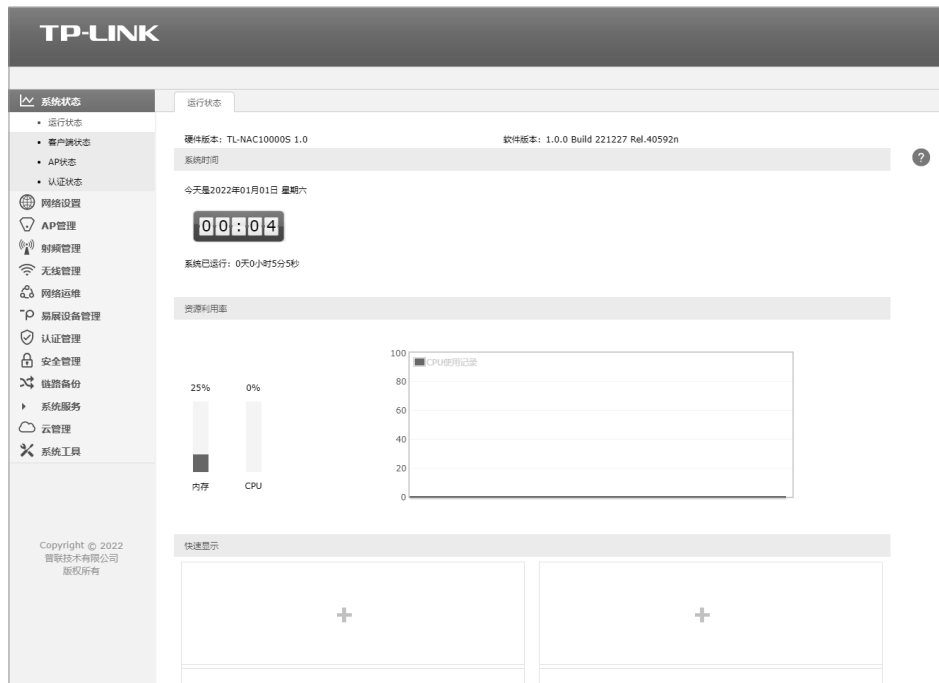 TP-LINK
系统状态
运行状态
客户端状态
AP状态
认证状态
网络设置
AP管理
射频管理
无线管理
网络运维
易展设备管理
认证管理
安全管理
链路备份
系统服务
云管理
系统工具
Copyright © 2022
普联技术有限公司
版权所有
运行状态
硬件版本：TL-NAC10000S 1.0 软件版本：1.0.0 Build 221227 Rel.40592n
系统时间
?
今天是2022年01月01日 星期六
00:04
系统已运行：0天0小时5分5秒
资源利用率
25% 0%
内存 CPU
CPU使用记录
100
80
60
40
20
0
快速显示